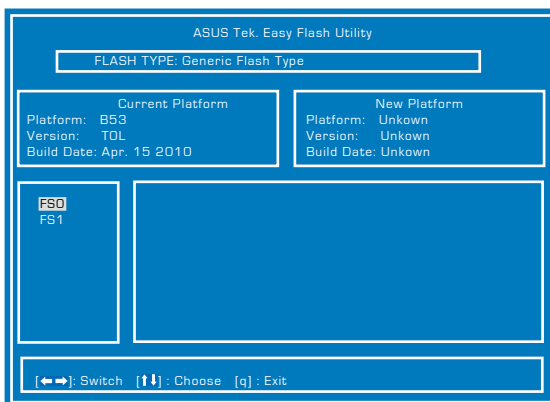 ASUS Tek. Easy Flash Utility
FLASH TYPE: Generic Flash Type
Current Platform
Platform: B53
Version: TOL
Build Date: Apr. 15 2010
New Platform
Platform: Unkown
Version: Unkown
Build Date: Unkown
FS0
FS1
[⬅➡]: Switch [⬆⬇] : Choose [q] : Exit